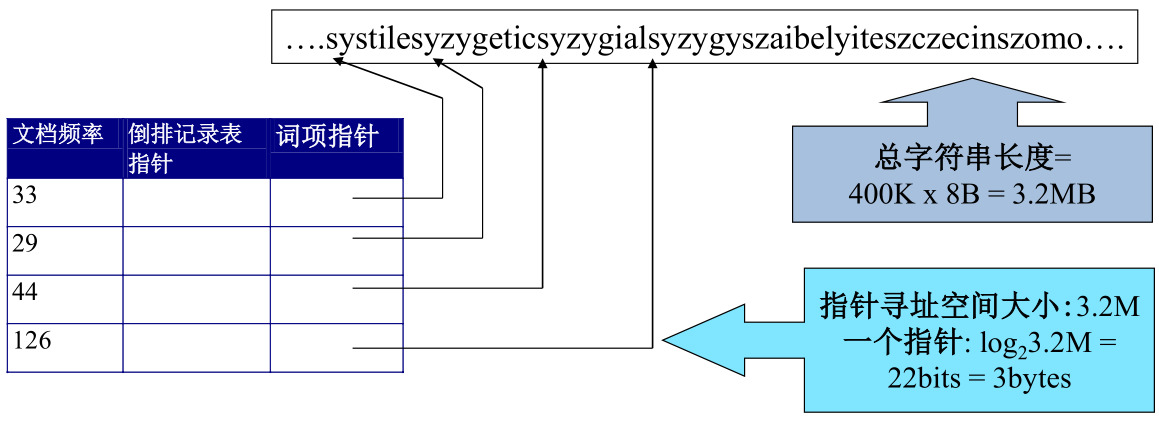 ….systilesyzygeticsyzygialsyzygyszaibelyiteszczecinszomo….
文档频率 倒排记录表指针 词项指针
33
29
44
126
总字符串长度=
400K x 8B = 3.2MB
指针寻址空间大小:3.2M
一个指针: log₂3.2M =
22bits = 3bytes